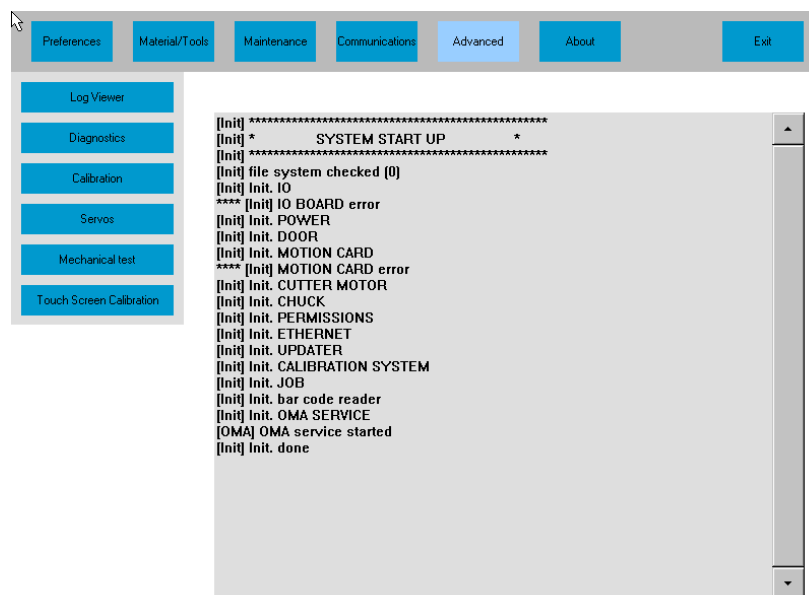 Preferences
Material/Tools
Maintenance
Communications
Advanced
About
Exit
Log Viewer
Diagnostics
Calibration
Servos
Mechanical test
Touch Screen Calibration
[Init] *************************************************
[Init] * SYSTEM START UP *
[Init] *************************************************
[Init] file system checked (0)
[Init] Init. IO
**** [Init] IO BOARD error
[Init] Init. POWER
[Init] Init. DOOR
[Init] Init. MOTION CARD
**** [Init] MOTION CARD error
[Init] Init. CUTTER MOTOR
[Init] Init. CHUCK
[Init] Init. PERMISSIONS
[Init] Init. ETHERNET
[Init] Init. UPDATER
[Init] Init. CALIBRATION SYSTEM
[Init] Init. JOB
[Init] Init. bar code reader
[Init] Init. OMA SERVICE
[OMA] OMA service started
[Init] Init. done